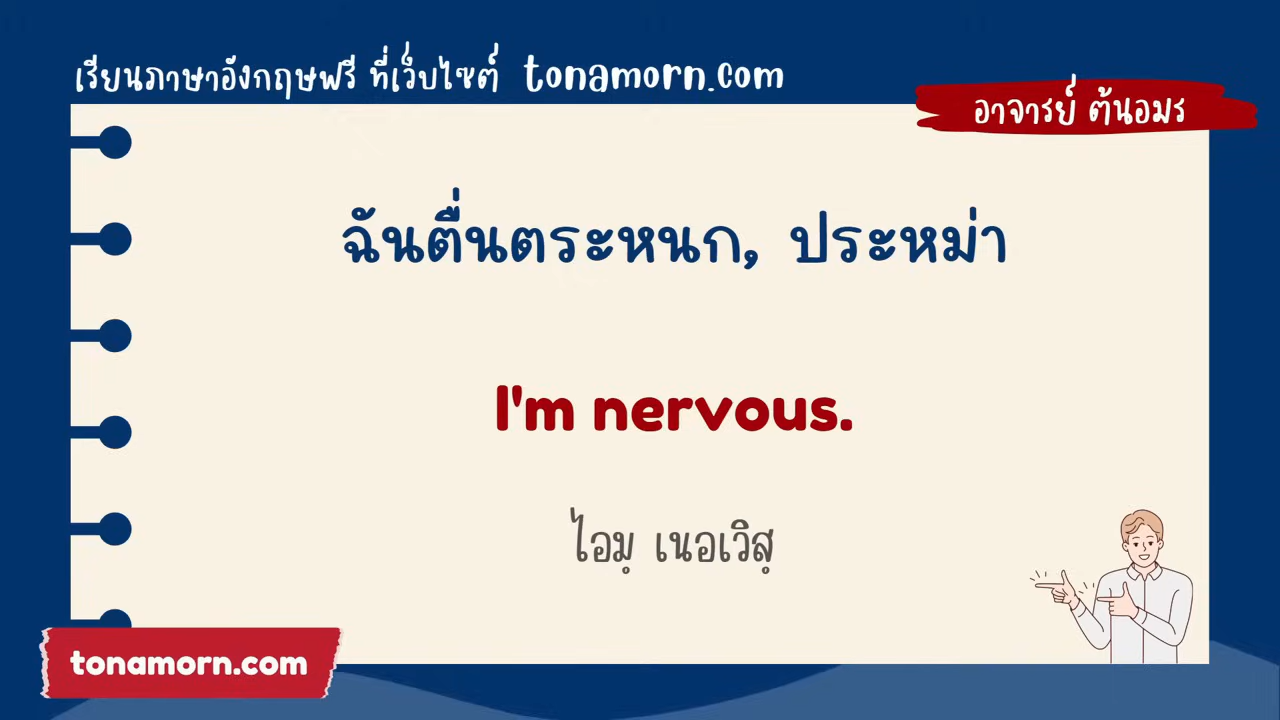 เรียนภาษาอังกฤษฟรี ที่เว็บไซต์ tonamorn.com
อาจารย์ ต้นอมร
ฉันตื่นตระหนก, ประหม่า
I'm nervous.
ไอมฺ เนอเวิสฺ
tonamorn.com